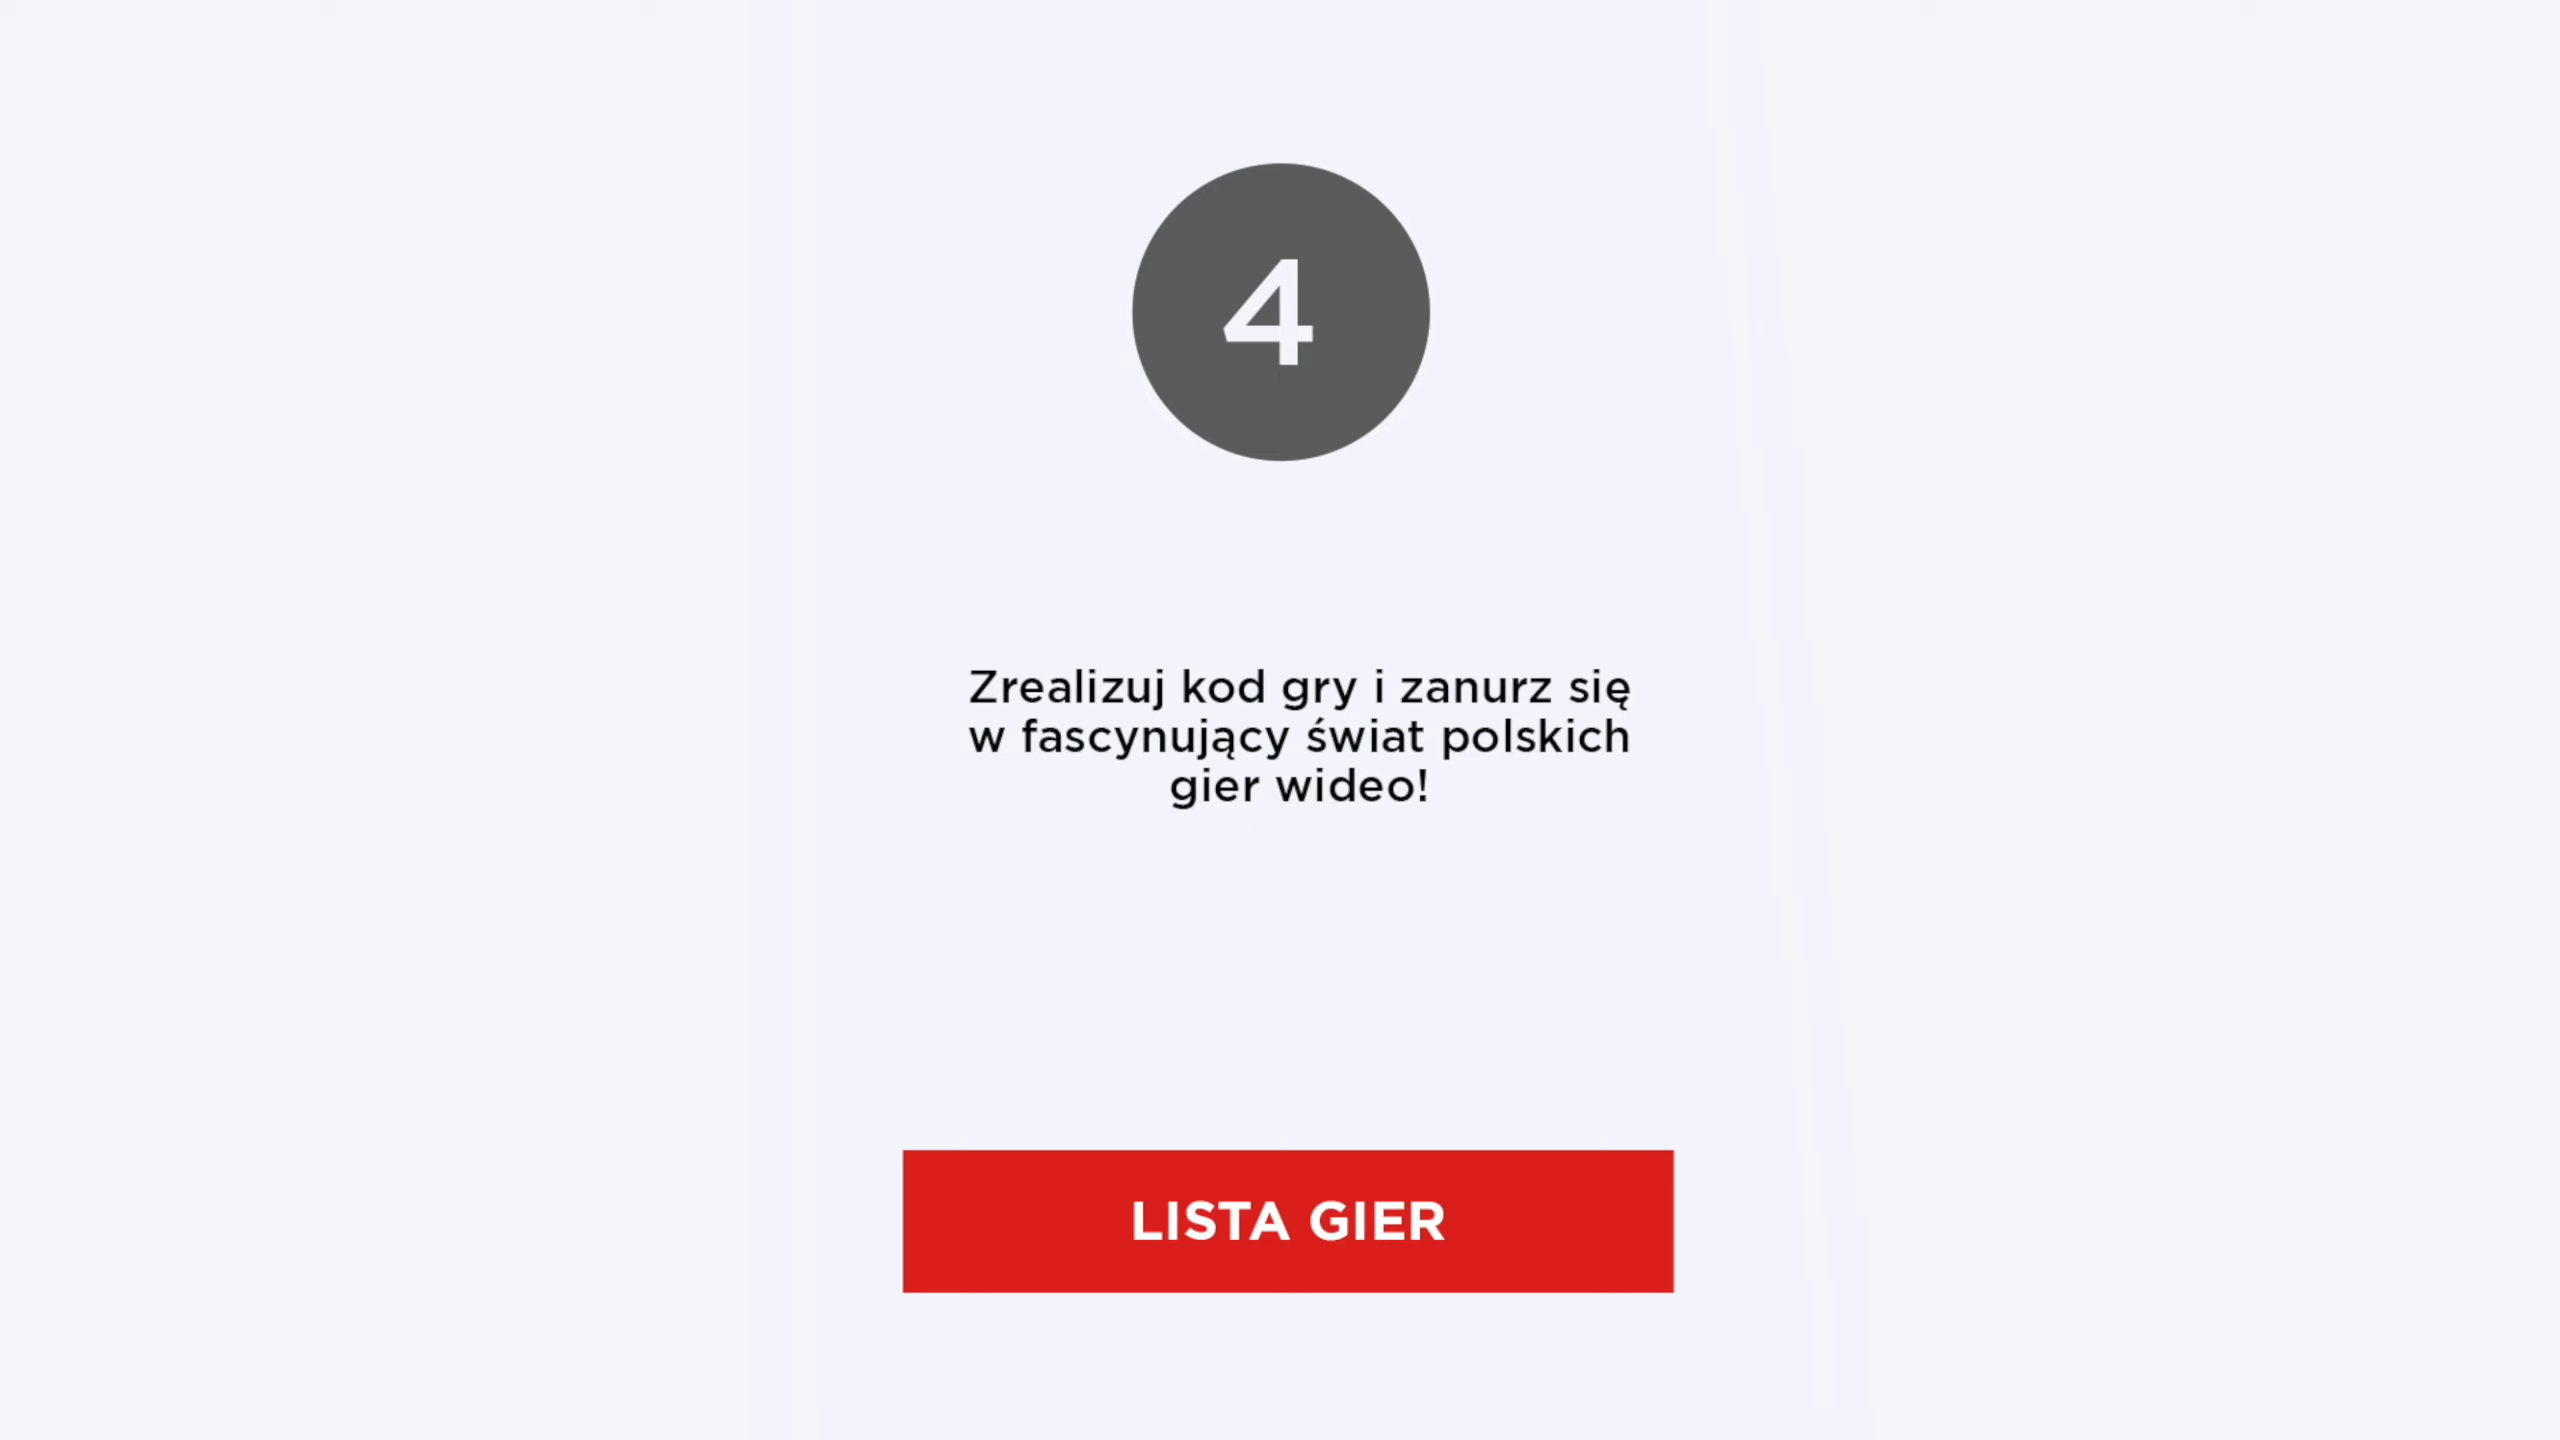 4
Zrealizuj kod gry i zanurz się
w fascynujący świat polskich
gier wideo!
LISTA GIER